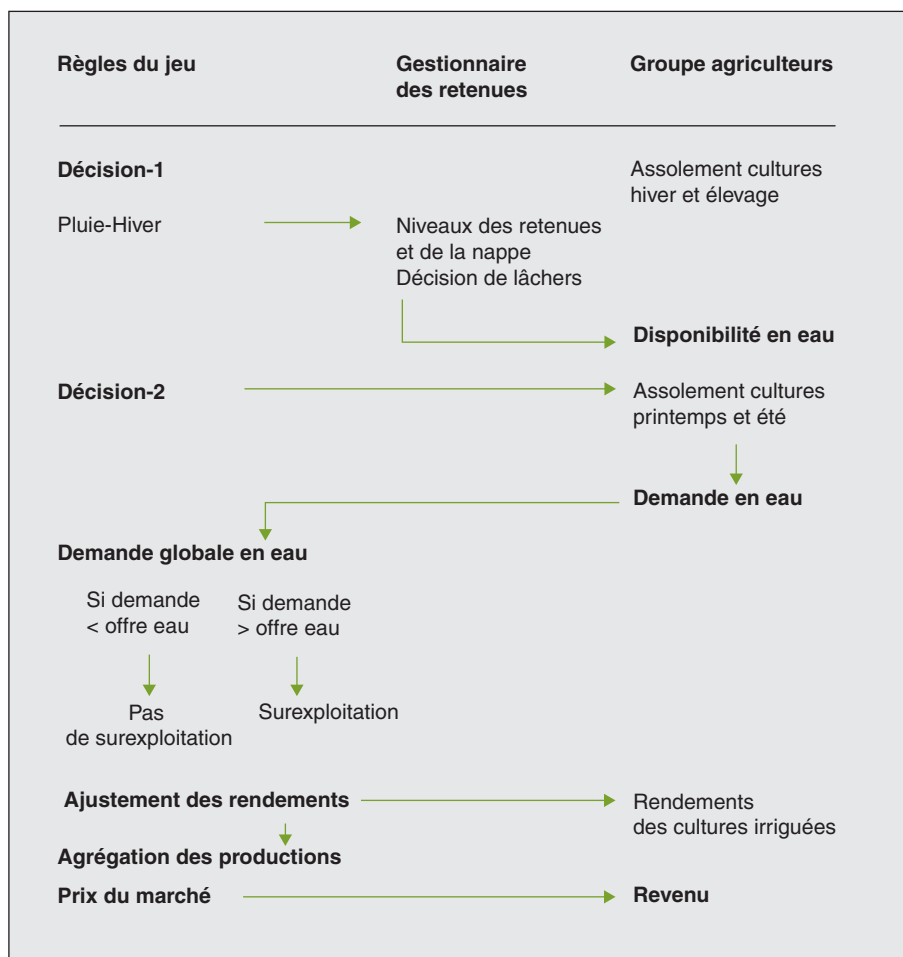 Règles du jeu
Gestionnaire
des retenues
Groupe agriculteurs
Décision-1
Assolement cultures
hiver et élevage
Pluie-Hiver
Niveaux des retenues
et de la nappe
Décision de lâchers
Disponibilité en eau
Décision-2
Assolement cultures
printemps et été
Demande en eau
Demande globale en eau
Si demande
< offre eau
Si demande
> offre eau
Pas
de surexploitation
Surexploitation
Ajustement des rendements
Rendements
des cultures irriguées
Agrégation des productions
Prix du marché
Revenu